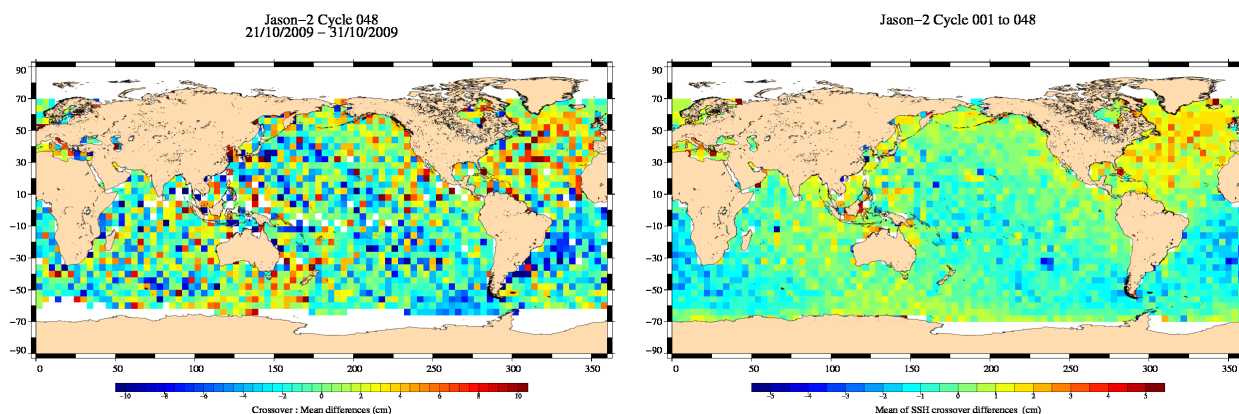 Jason-2 Cycle 048
21/10/2009 - 31/10/2009
90
70
50
30
10
-10
-30
-50
-70
-90
0 50 100 150 200 250 300 350
-10 -8 -6 -4 -2 0 2 4 6 8 10
Crossover : Mean differences (cm)
Jason-2 Cycle 001 to 048
90
70
50
30
10
-10
-30
-50
-70
-90
0 50 100 150 200 250 300 350
-5 -4 -3 -2 -1 0 1 2 3 4 5
Mean of SSH crossover differences (cm)